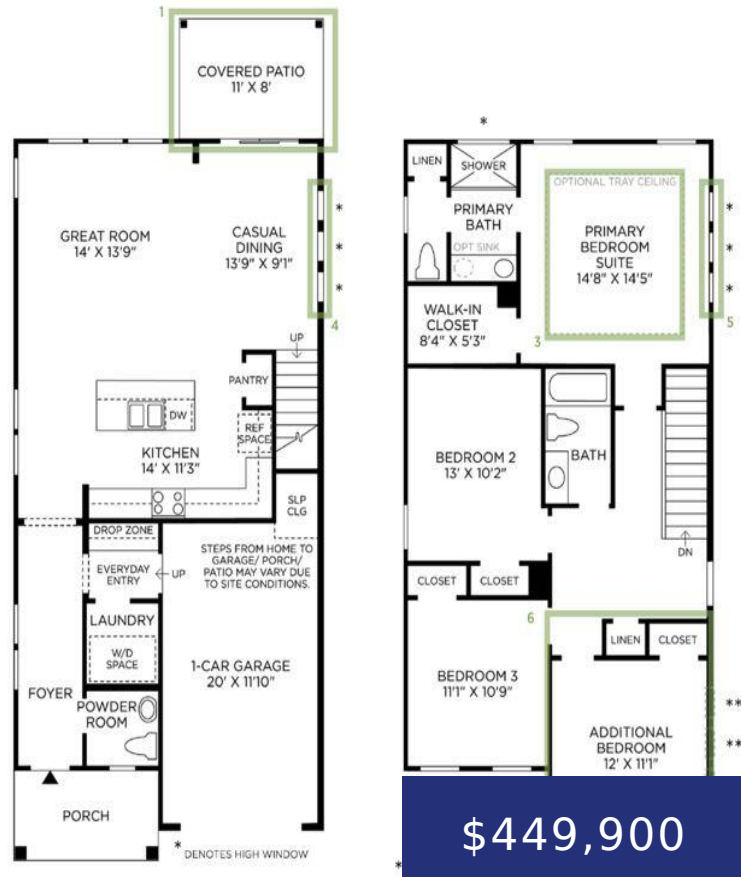 1
COVERED PATIO
11' X 8'
GREAT ROOM
14' X 13'9"
CASUAL
DINING
13'9" X 9'1"
*
*
*
4
UP
PANTRY
DW
REF
SPACE
KITCHEN
14' X 11'3"
SLP
CLG
DROP ZONE
EVERYDAY
ENTRY
UP
STEPS FROM HOME TO
GARAGE/ PORCH/
PATIO MAY VARY DUE
TO SITE CONDITIONS.
LAUNDRY
W/D
SPACE
1-CAR GARAGE
20' X 11'10"
FOYER
POWDER
ROOM
PORCH
* DENOTES HIGH WINDOW
*
LINEN
SHOWER
OPTIONAL TRAY CEILING
PRIMARY
BATH
OPT SINK
PRIMARY
BEDROOM
SUITE
14'8" X 14'5"
*
*
*
5
3
WALK-IN
CLOSET
8'4" X 5'3"
BEDROOM 2
13' X 10'2"
BATH
DN
CLOSET
CLOSET
6
LINEN
CLOSET
BEDROOM 3
11'1" X 10'9"
ADDITIONAL
BEDROOM
12' X 11'1"
**
**
$449,900
*